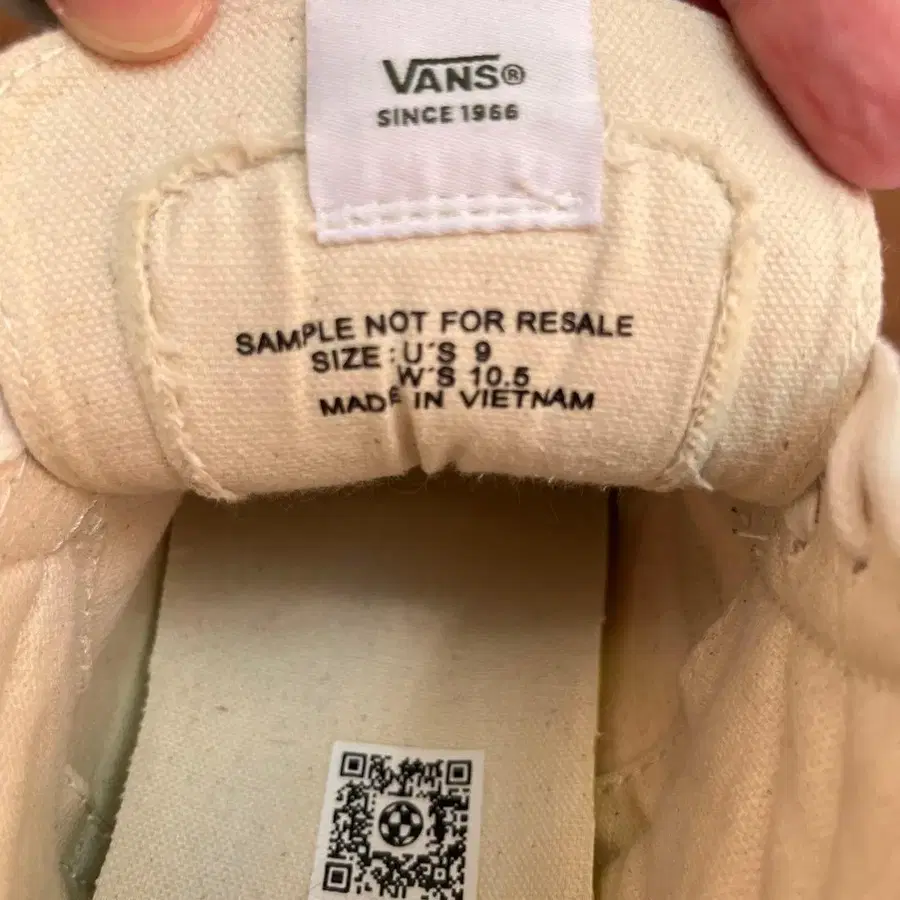 VANS®
SINCE 1966
SAMPLE NOT FOR RESALE
SIZE : U'S 9
W'S 10.5
MADE IN VIETNAM